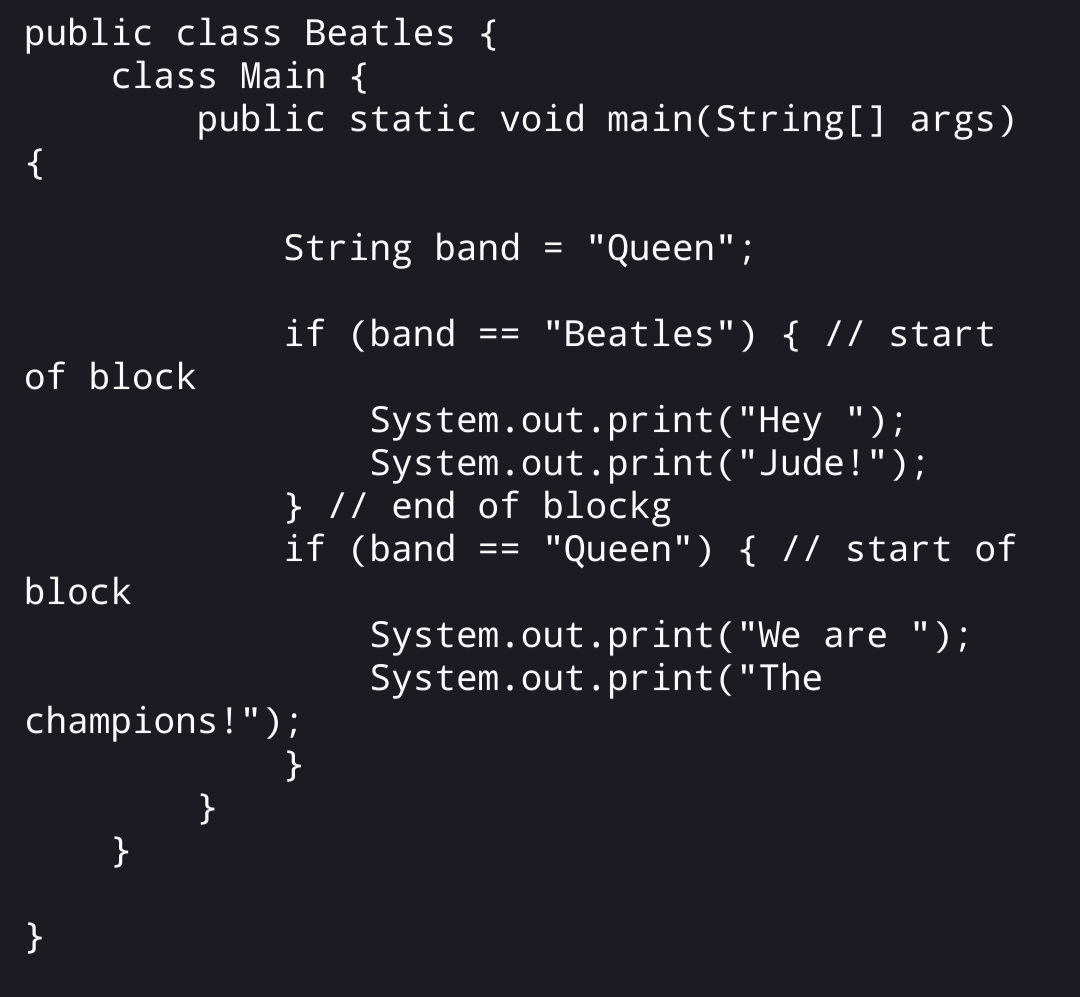 public class Beatles {
    class Main {
        public static void main(String[] args)
{
            String band = "Queen";
            if (band == "Beatles") { // start
of block
                System.out.print("Hey ");
                System.out.print("Jude!");
            } // end of blockg
            if (band == "Queen") { // start of
block
                System.out.print("We are ");
                System.out.print("The
champions!");
            }
        }
    }
}